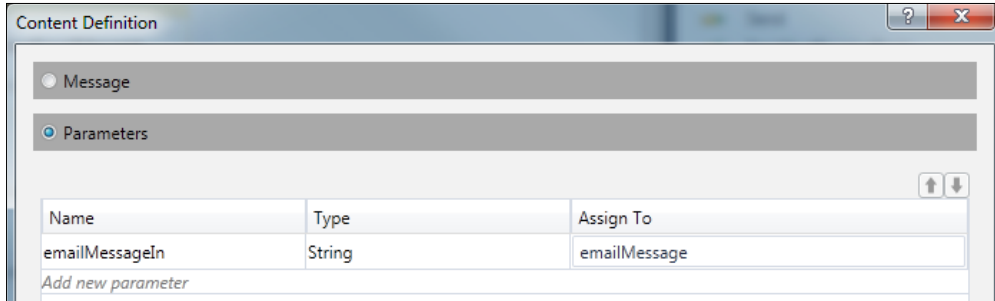 Content Definition
?
Message
Parameters
Name Type Assign To
emailMessageIn String emailMessage
Add new parameter